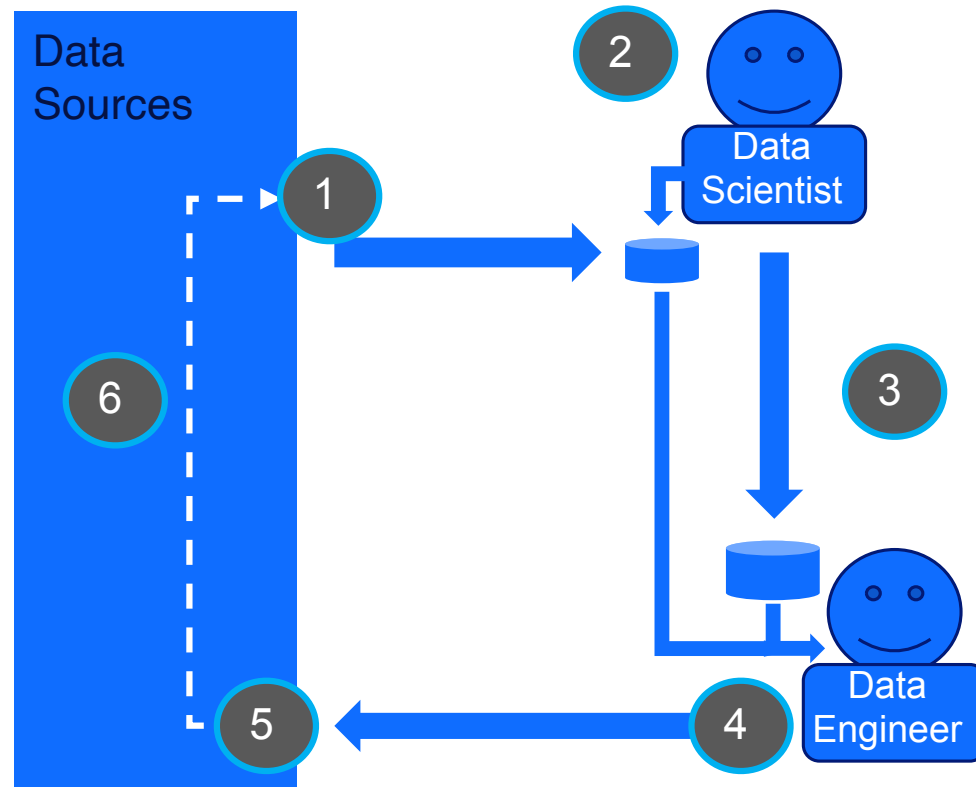 Data
Sources
2
Data
Scientist
1
3
6
Data
Engineer
4
5